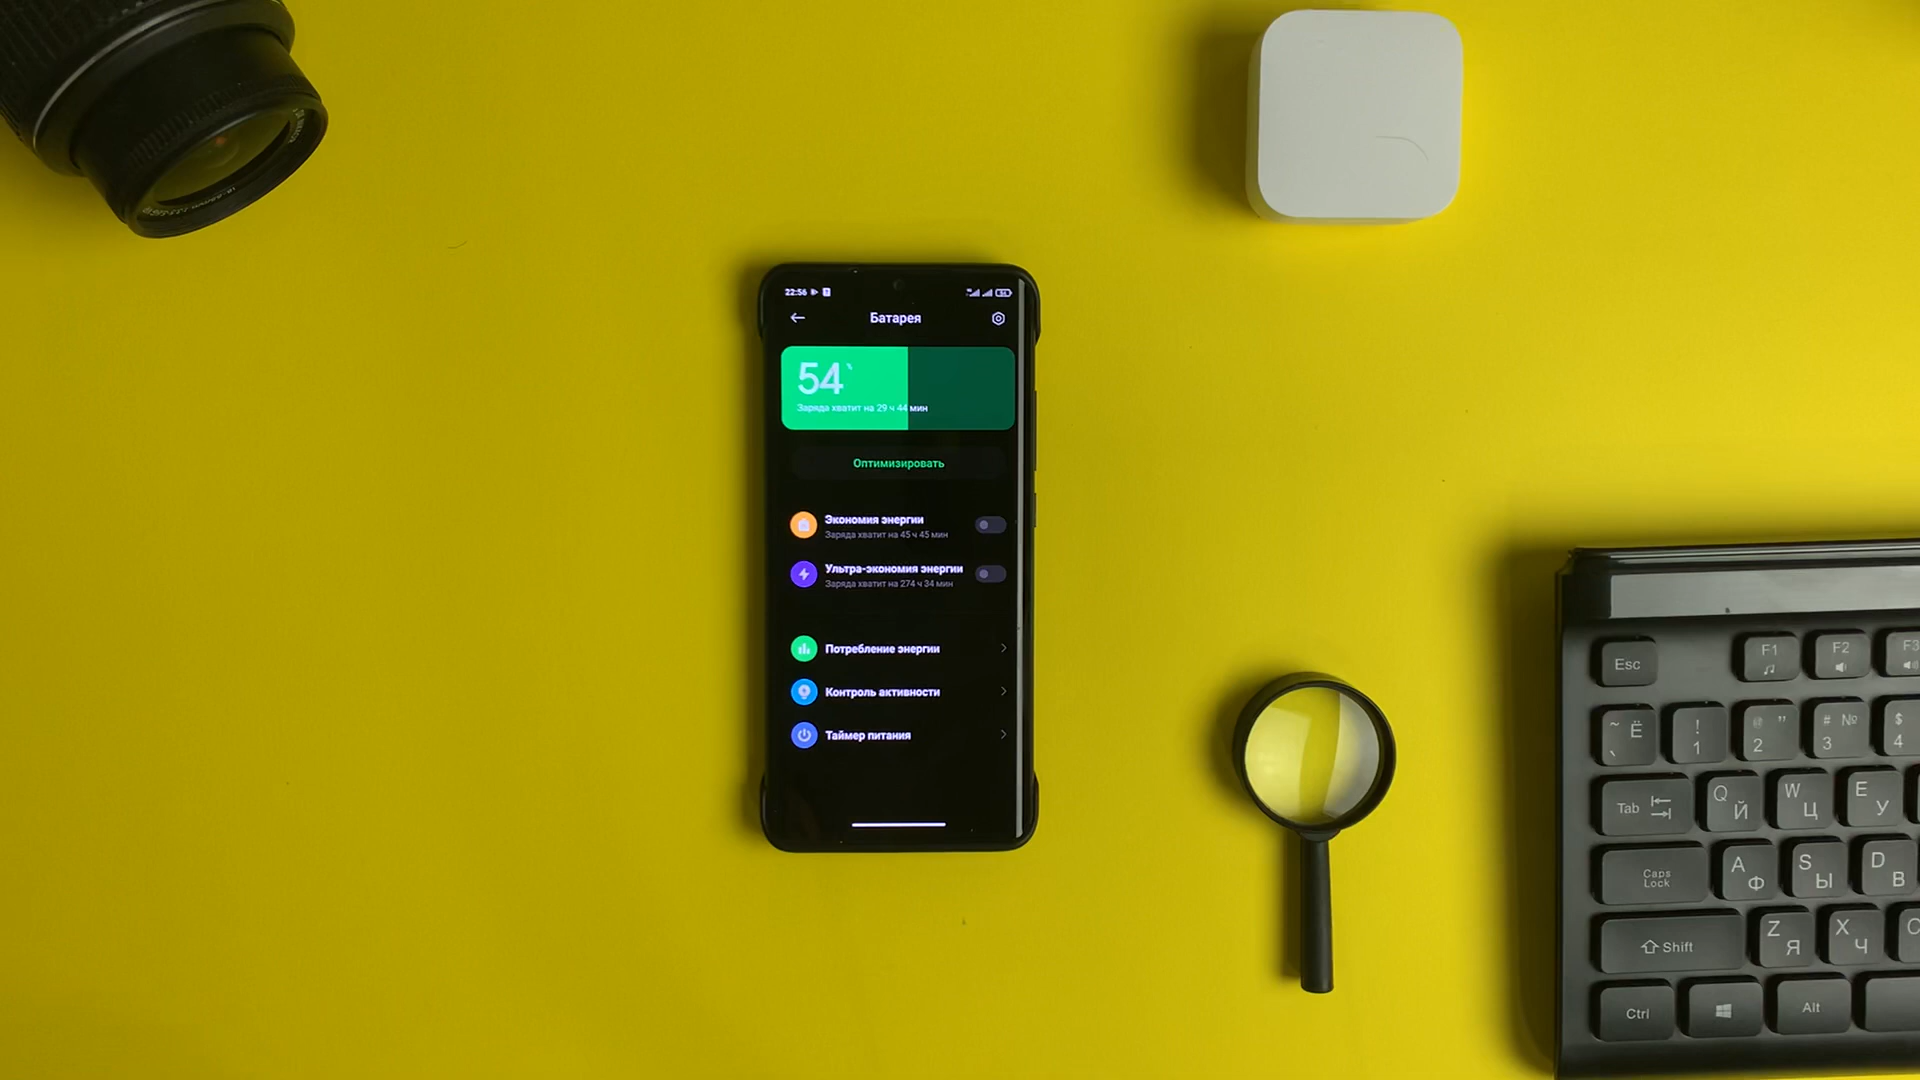 22:56
Батарея
54%
Заряда хватит на 29 ч 44 мин
Оптимизировать
Экономия энергии
Заряда хватит на 45 ч 45 мин
Ультра-экономия энергии
Заряда хватит на 274 ч 34 мин
Потребление энергии
Контроль активности
Таймер питания
Esc F1 F2 F3
~ Ё ! 1 @ " 2 # № 3 $ 4
Tab Q Й W Ц E У
Caps Lock A Ф S Ы D В
Shift Z Я X Ч C
Ctrl Alt